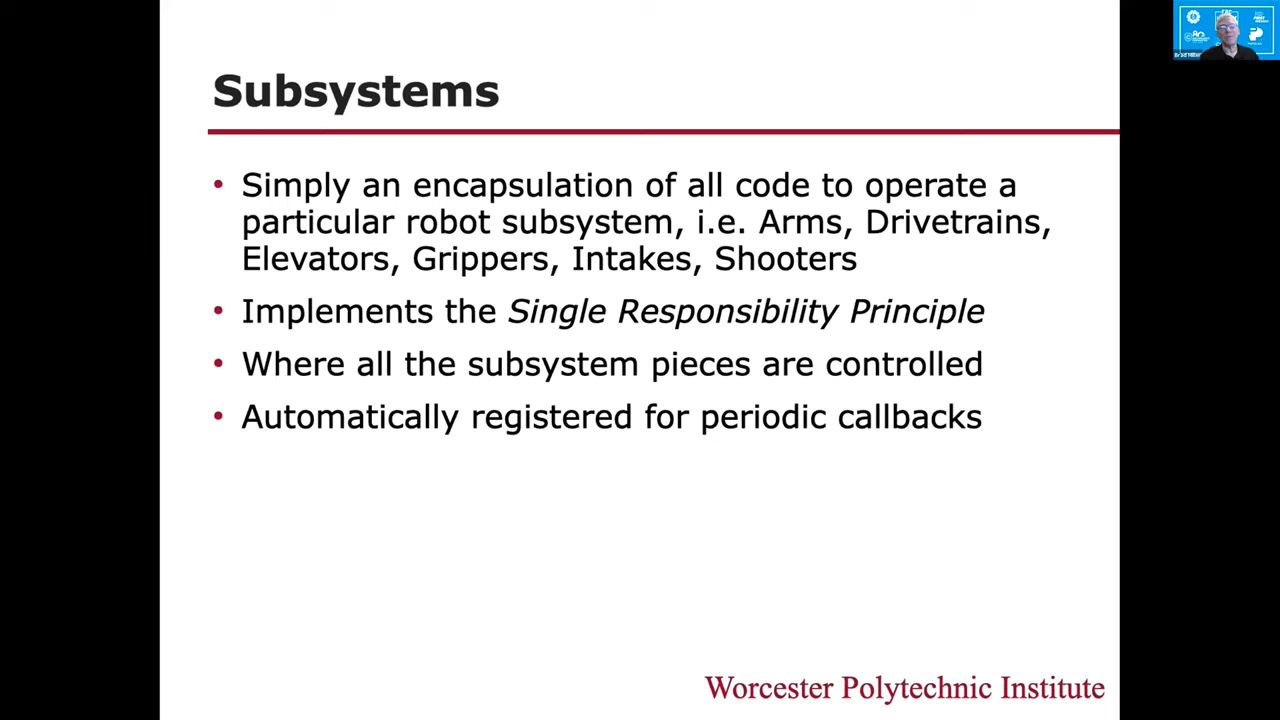 Subsystems
• Simply an encapsulation of all code to operate a
particular robot subsystem, i.e. Arms, Drivetrains,
Elevators, Grippers, Intakes, Shooters
• Implements the Single Responsibility Principle
• Where all the subsystem pieces are controlled
• Automatically registered for periodic callbacks
Worcester Polytechnic Institute